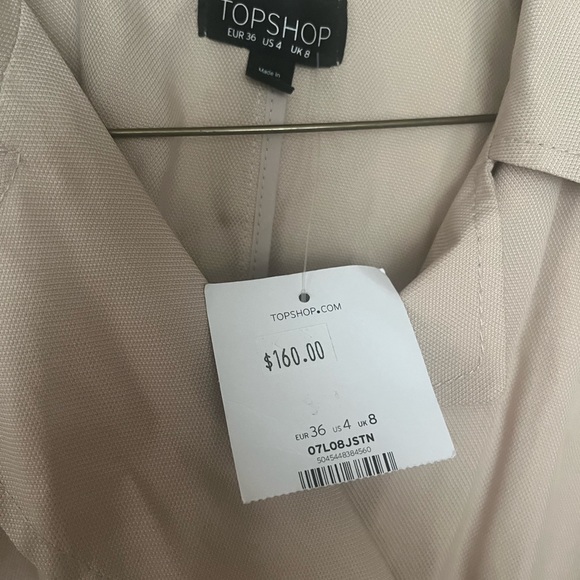 TOPSHOP
EUR 36 US 4 UK 8
Made in
TOPSHOP.COM
$160.00
EUR 36 US 4 UK 8
07L08JSTN
5045448384560